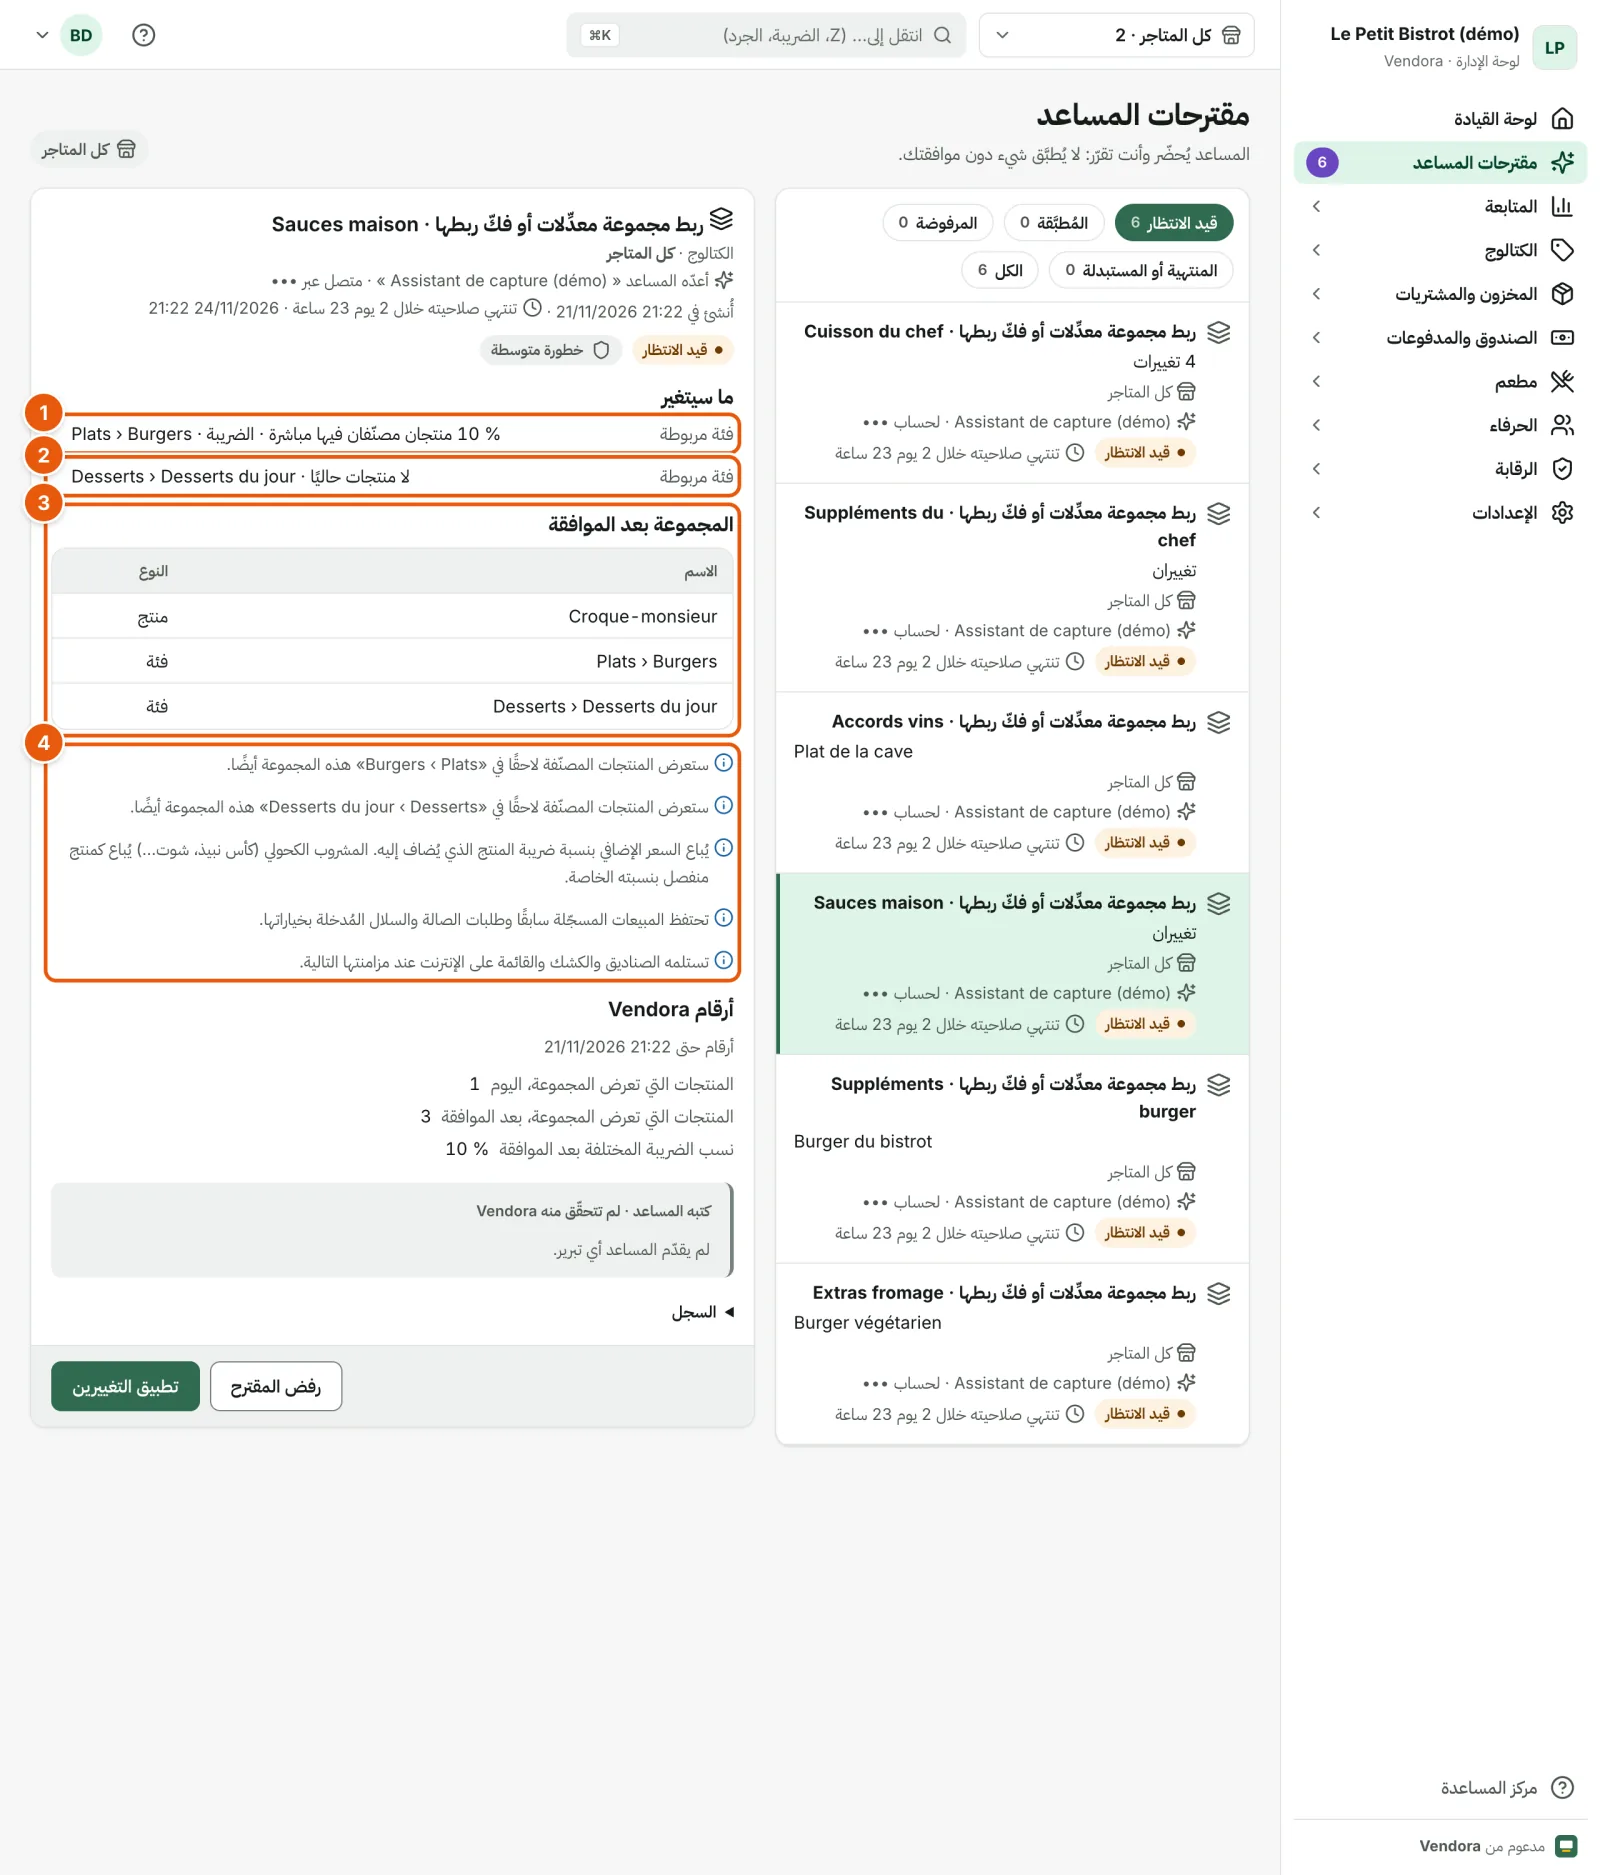 Le Petit Bistrot (démo)
لوحة الإدارة · Vendora
LP
لوحة القيادة
مقترحات المساعد
6
المتابعة
الكتالوج
المخزون والمشتريات
الصندوق والمدفوعات
مطعم
الحرفاء
الرقابة
الإعدادات
مركز المساعدة
مدعوم من Vendora
كل المتاجر · 2
انتقل إلى... (Z، الضريبة، الجرد)
⌘K
BD
مقترحات المساعد
المساعد يُحضّر وأنت تقرّر: لا يُطبَّق شيء دون موافقتك.
كل المتاجر
قيد الانتظار 6
المُطبَّقة 0
المرفوضة 0
المنتهية أو المستبدلة 0
الكل 6
ربط مجموعة معدِّلات أو فكّ ربطها · Cuisson du chef
4 تغييرات
كل المتاجر
Assistant de capture (démo) · لحساب •••
قيد الانتظار
تنتهي صلاحيته خلال 2 يوم 23 ساعة
ربط مجموعة معدِّلات أو فكّ ربطها · Suppléments du
chef
تغييران
كل المتاجر
Assistant de capture (démo) · لحساب •••
قيد الانتظار
تنتهي صلاحيته خلال 2 يوم 23 ساعة
ربط مجموعة معدِّلات أو فكّ ربطها · Accords vins
Plat de la cave
كل المتاجر
Assistant de capture (démo) · لحساب •••
قيد الانتظار
تنتهي صلاحيته خلال 2 يوم 23 ساعة
ربط مجموعة معدِّلات أو فكّ ربطها · Sauces maison
تغييران
كل المتاجر
Assistant de capture (démo) · لحساب •••
قيد الانتظار
تنتهي صلاحيته خلال 2 يوم 23 ساعة
ربط مجموعة معدِّلات أو فكّ ربطها · Suppléments
burger
Burger du bistrot
كل المتاجر
Assistant de capture (démo) · لحساب •••
قيد الانتظار
تنتهي صلاحيته خلال 2 يوم 23 ساعة
ربط مجموعة معدِّلات أو فكّ ربطها · Extras fromage
Burger végétarien
كل المتاجر
Assistant de capture (démo) · لحساب •••
قيد الانتظار
تنتهي صلاحيته خلال 2 يوم 23 ساعة
ربط مجموعة معدِّلات أو فكّ ربطها · Sauces maison
الكتالوج · كل المتاجر
أعدّه المساعد « Assistant de capture (démo) » · متصل عبر •••
أُنشئ في 21/11/2026 21:22 · تنتهي صلاحيته خلال 2 يوم 23 ساعة · 24/11/2026 21:22
قيد الانتظار
خطورة متوسطة
ما سيتغير
1
فئة مربوطة
Plats › Burgers · منتجان مصنّفان فيها مباشرة · الضريبة 10 %
2
فئة مربوطة
Desserts › Desserts du jour · لا منتجات حاليًا
3
المجموعة بعد الموافقة
الاسم
النوع
Croque-monsieur
منتج
Plats › Burgers
فئة
Desserts › Desserts du jour
فئة
4
ستعرض المنتجات المصنّفة لاحقًا في «Burgers ‹ Plats» هذه المجموعة أيضًا.
ستعرض المنتجات المصنّفة لاحقًا في «Desserts du jour ‹ Desserts» هذه المجموعة أيضًا.
يُباع السعر الإضافي بنسبة ضريبة المنتج الذي يُضاف إليه. المشروب الكحولي (كأس نبيذ، شوت...) يُباع كمنتج
منفصل بنسبته الخاصة.
تحتفظ المبيعات المسجّلة سابقًا وطلبات الصالة والسلال المُدخلة بخياراتها.
تستلمه الصناديق والكشك والقائمة على الإنترنت عند مزامنتها التالية.
أرقام Vendora
أرقام حتى 21/11/2026 21:22
المنتجات التي تعرض المجموعة، اليوم 1
المنتجات التي تعرض المجموعة، بعد الموافقة 3
نسب الضريبة المختلفة بعد الموافقة 10 %
كتبه المساعد · لم تتحقّق منه Vendora
لم يقدّم المساعد أي تبرير.
السجل
رفض المقترح
تطبيق التغييرين